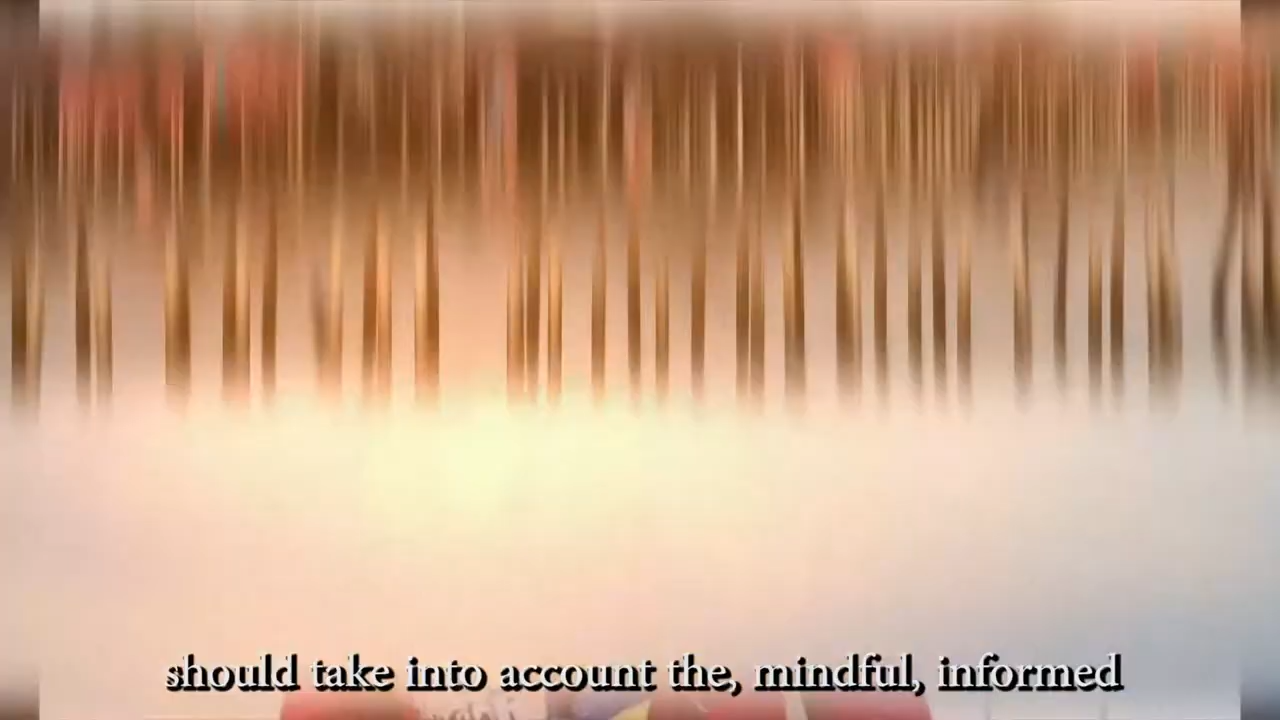 should take into account the, mindful, informed